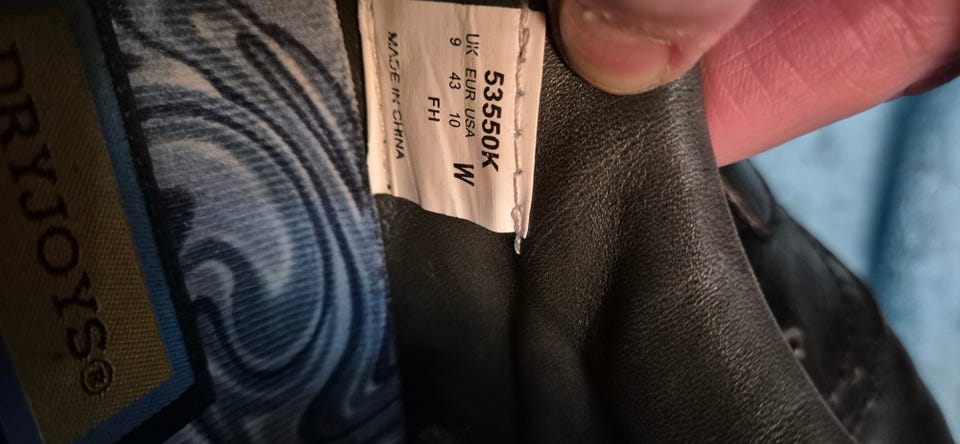 DRYJOYS®
53550K
UK EUR USA
9 43 10 W
FH
MADE IN CHINA